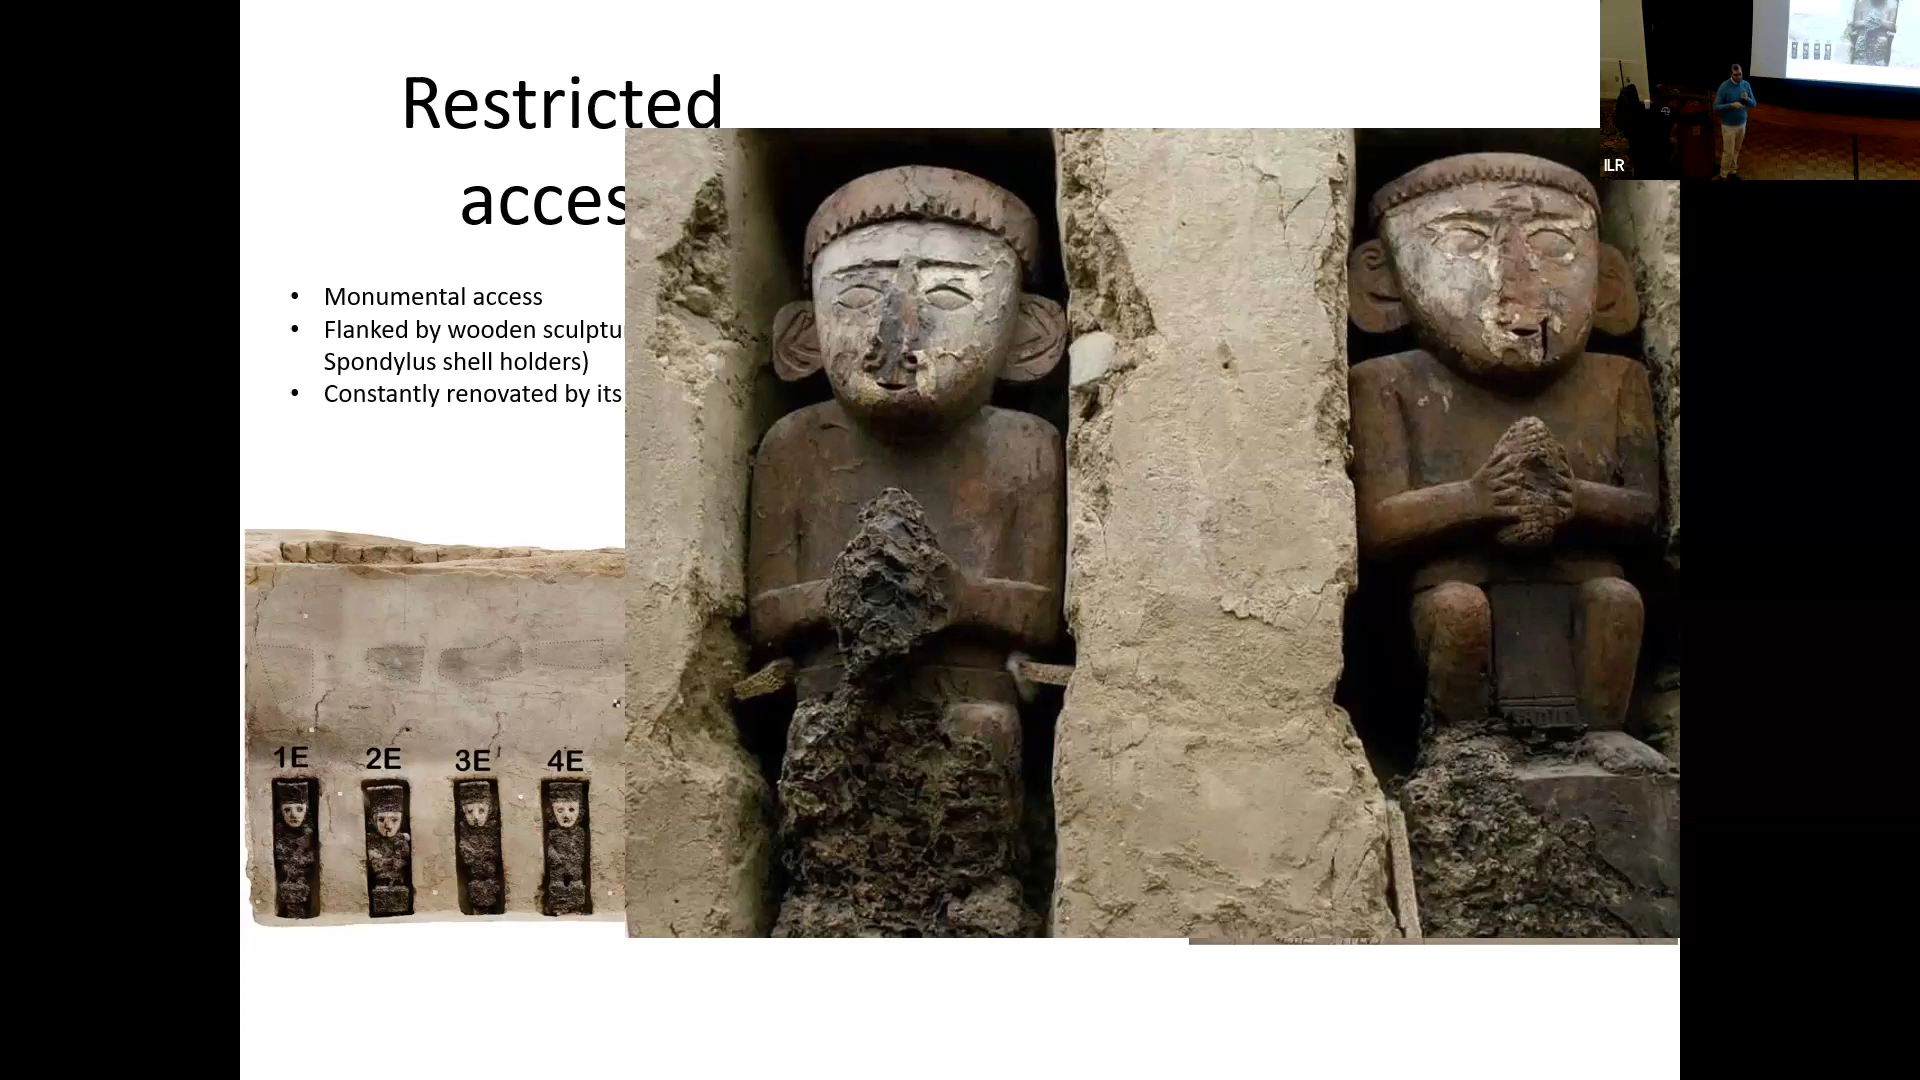 Restricted
acces
• Monumental access
• Flanked by wooden sculptu
Spondylus shell holders)
• Constantly renovated by its
1E 2E 3E 4E
ILR